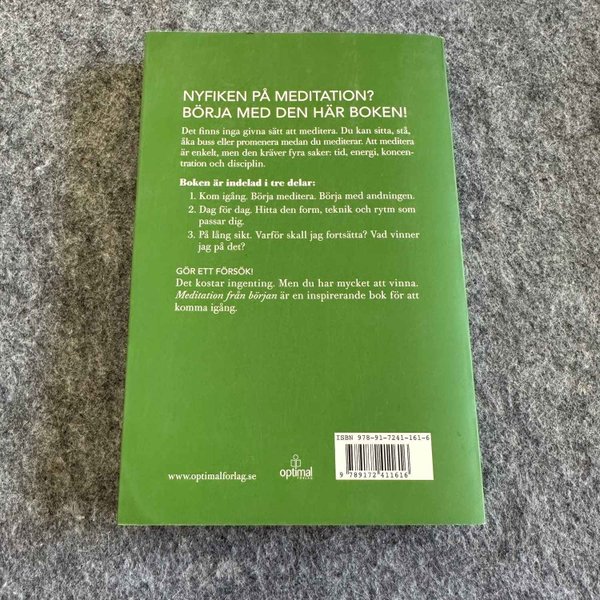 NYFIKEN PÅ MEDITATION?
BÖRJA MED DEN HÄR BOKEN!
Det finns inga givna sätt att meditera. Du kan sitta, stå,
åka buss eller promenera medan du mediterar. Att meditera
är enkelt, men den kräver fyra saker: tid, energi, koncen-
tration och disciplin.
Boken är indelad i tre delar:
1. Kom igång. Börja meditera. Börja med andningen.
2. Dag för dag. Hitta den form, teknik och rytm som
passar dig.
3. På lång sikt. Varför skall jag fortsätta? Vad vinner
jag på det?
GÖR ETT FÖRSÖK!
Det kostar ingenting. Men du har mycket att vinna.
Meditation från början är en inspirerande bok för att
komma igång.
ISBN 978-91-7241-161-6
9 789172 411616
www.optimalforlag.se
optimal